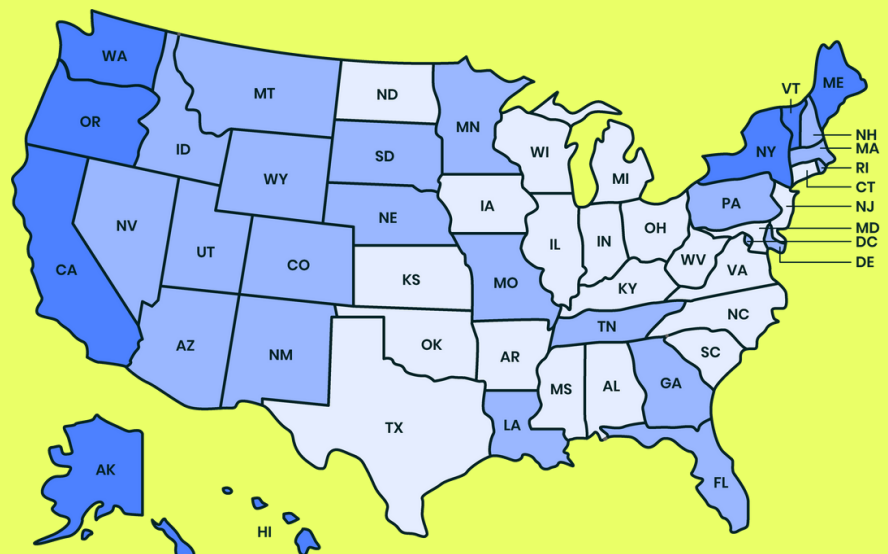 WA
MT
ND
MN
VT
ME
OR
ID
SD
WI
MI
NY
NH
MA
RI
CT
NJ
MD
DC
DE
WY
NE
IA
PA
NV
UT
CO
KS
MO
IL
IN
OH
WV
VA
KY
CA
AZ
NM
OK
AR
TN
NC
SC
TX
LA
MS
AL
GA
FL
AK
HI